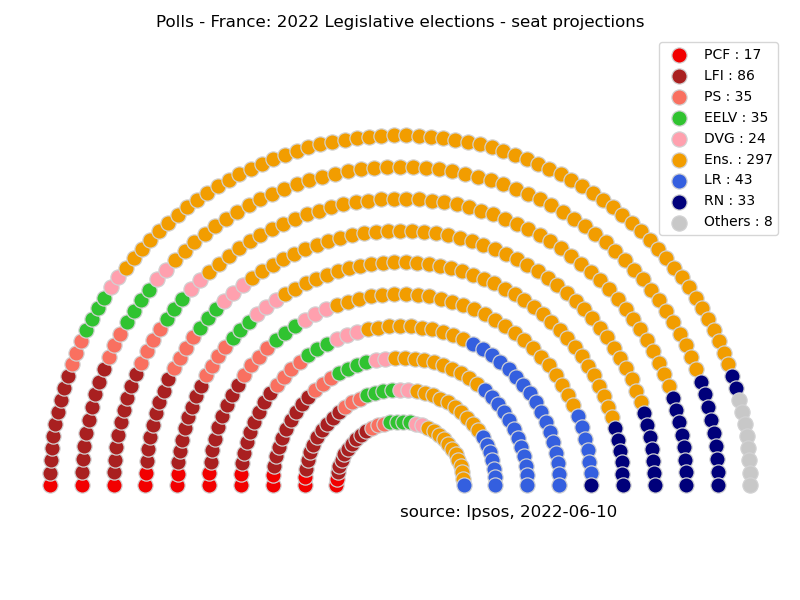 Polls - France: 2022 Legislative elections - seat projections
PCF : 17
LFI : 86
PS : 35
EELV : 35
DVG : 24
Ens. : 297
LR : 43
RN : 33
Others : 8
source: Ipsos, 2022-06-10